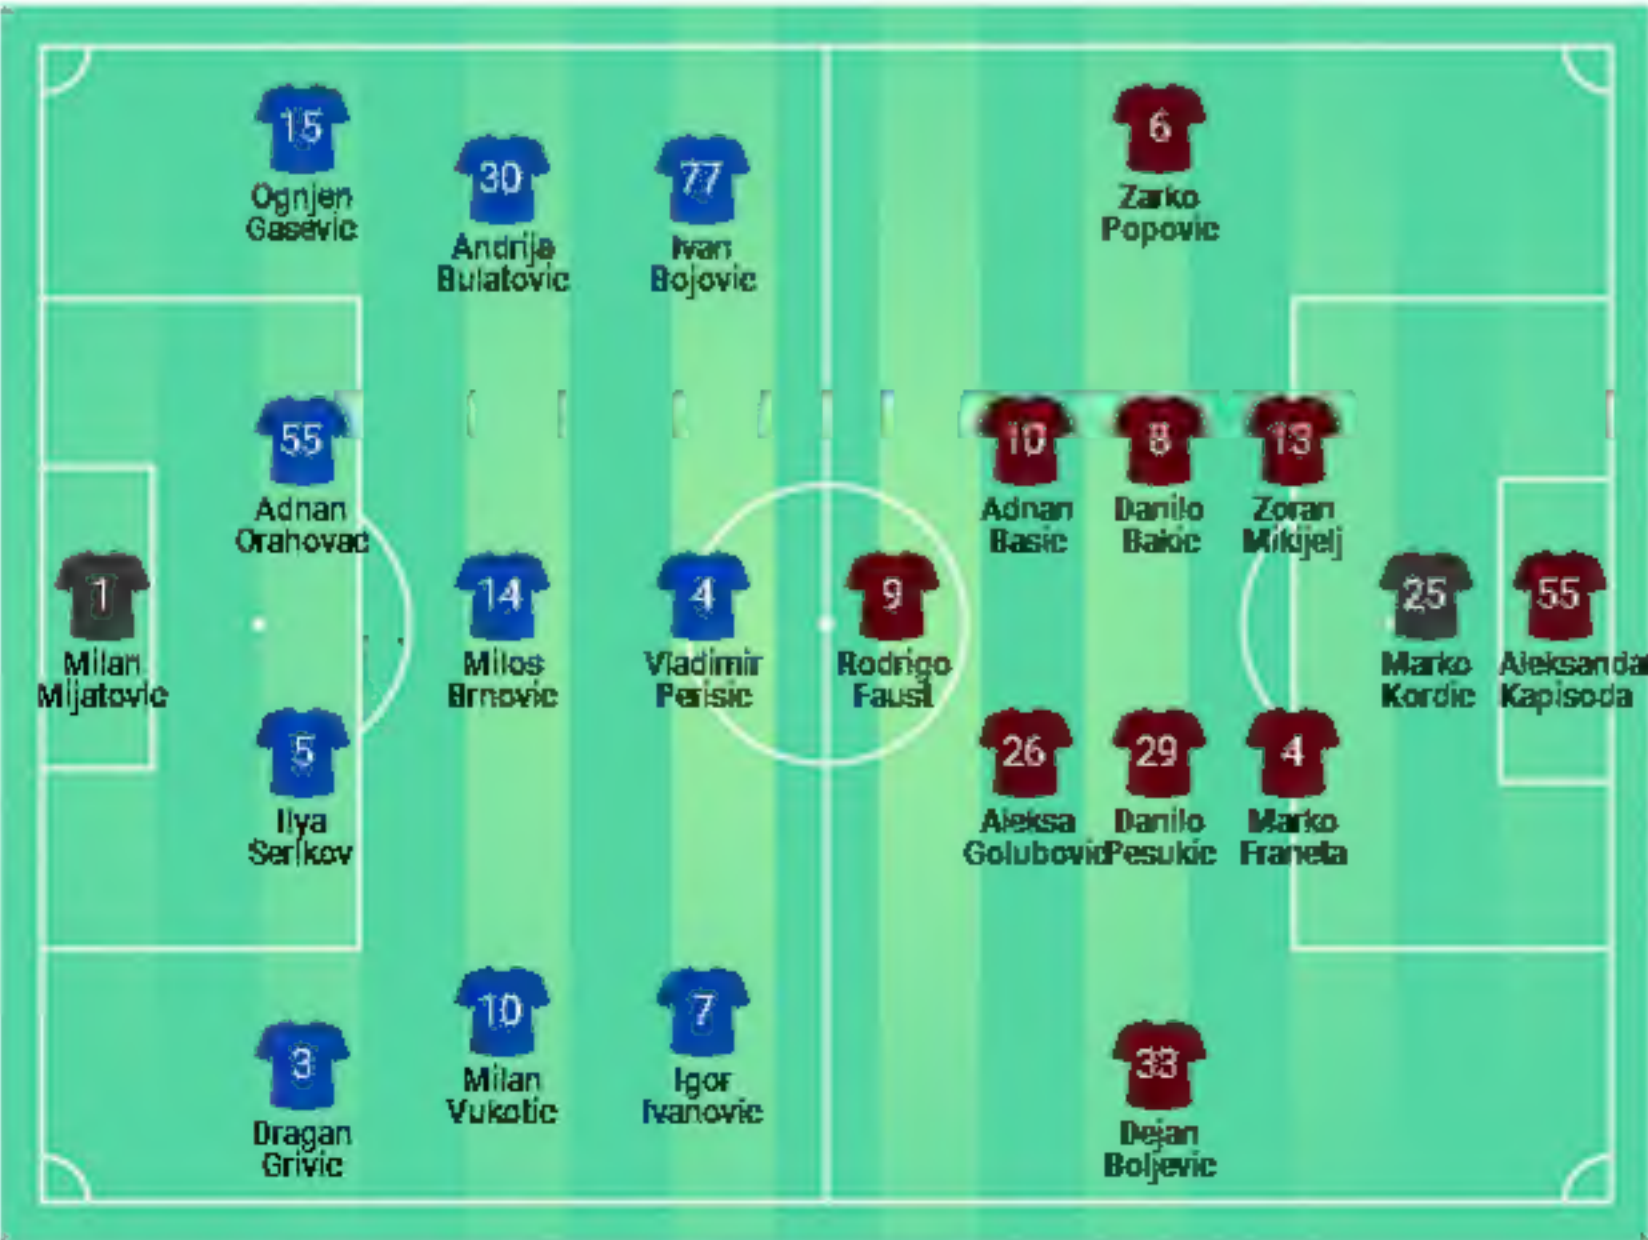 15
Ognjen
Gasevic
30
Andrija
Bulatovic
77
Ivan
Bojovic
6
Zarko
Popovic
55
Adnan
Orahovac
10
Adnan
Basic
8
Danilo
Bakic
13
Zoran
Mikijelj
1
Milan
Mijatovic
14
Milos
Brnovic
4
Vladimir
Perisic
9
Rodrigo
Faust
25
Marko
Kordic
55
Aleksandar
Kapisoda
5
Ilya
Serikov
26
Aleksa
Golubovic
29
Danilo
Pesukic
4
Marko
Franeta
10
Milan
Vukotic
7
Igor
Ivanovic
3
Dragan
Grivic
33
Dejan
Boljevic